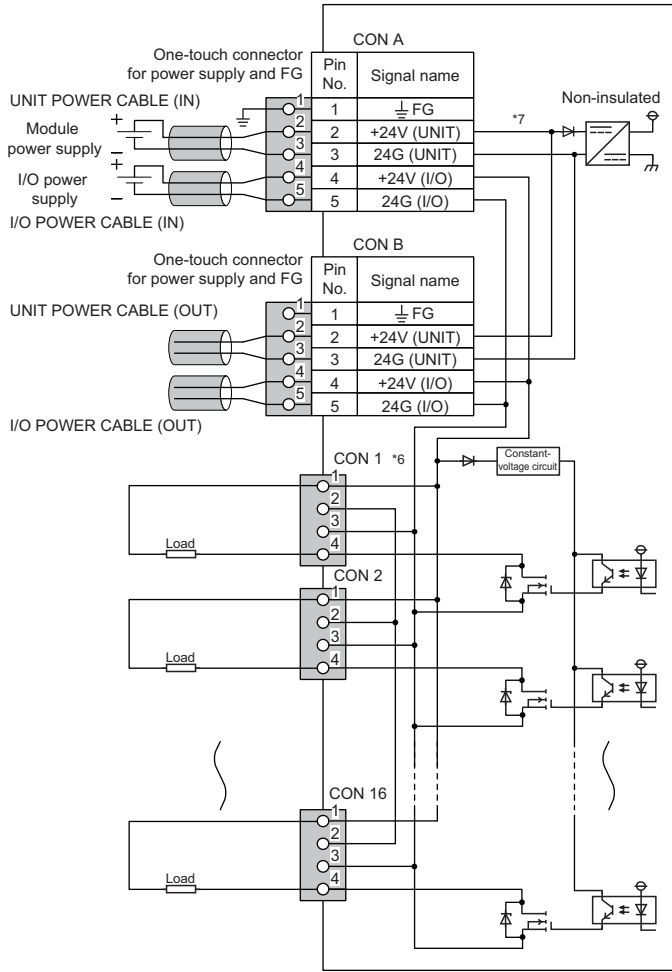 CON A
One-touch connector
for power supply and FG
Pin
No.
Signal name
UNIT POWER CABLE (IN)
Non-insulated
1
1
FG
*7
+
Module
power supply
−
2
2
+24V (UNIT)
3
3
24G (UNIT)
+
I/O power
supply
−
4
4
+24V (I/O)
5
5
24G (I/O)
I/O POWER CABLE (IN)
CON B
One-touch connector
for power supply and FG
Pin
No.
Signal name
UNIT POWER CABLE (OUT)
1
1
FG
2
2
+24V (UNIT)
3
3
24G (UNIT)
4
4
+24V (I/O)
5
5
24G (I/O)
I/O POWER CABLE (OUT)
CON 1 *6
Constant-
voltage circuit
1
2
3
4
Load
CON 2
1
2
3
4
Load
CON 16
1
2
3
4
Load